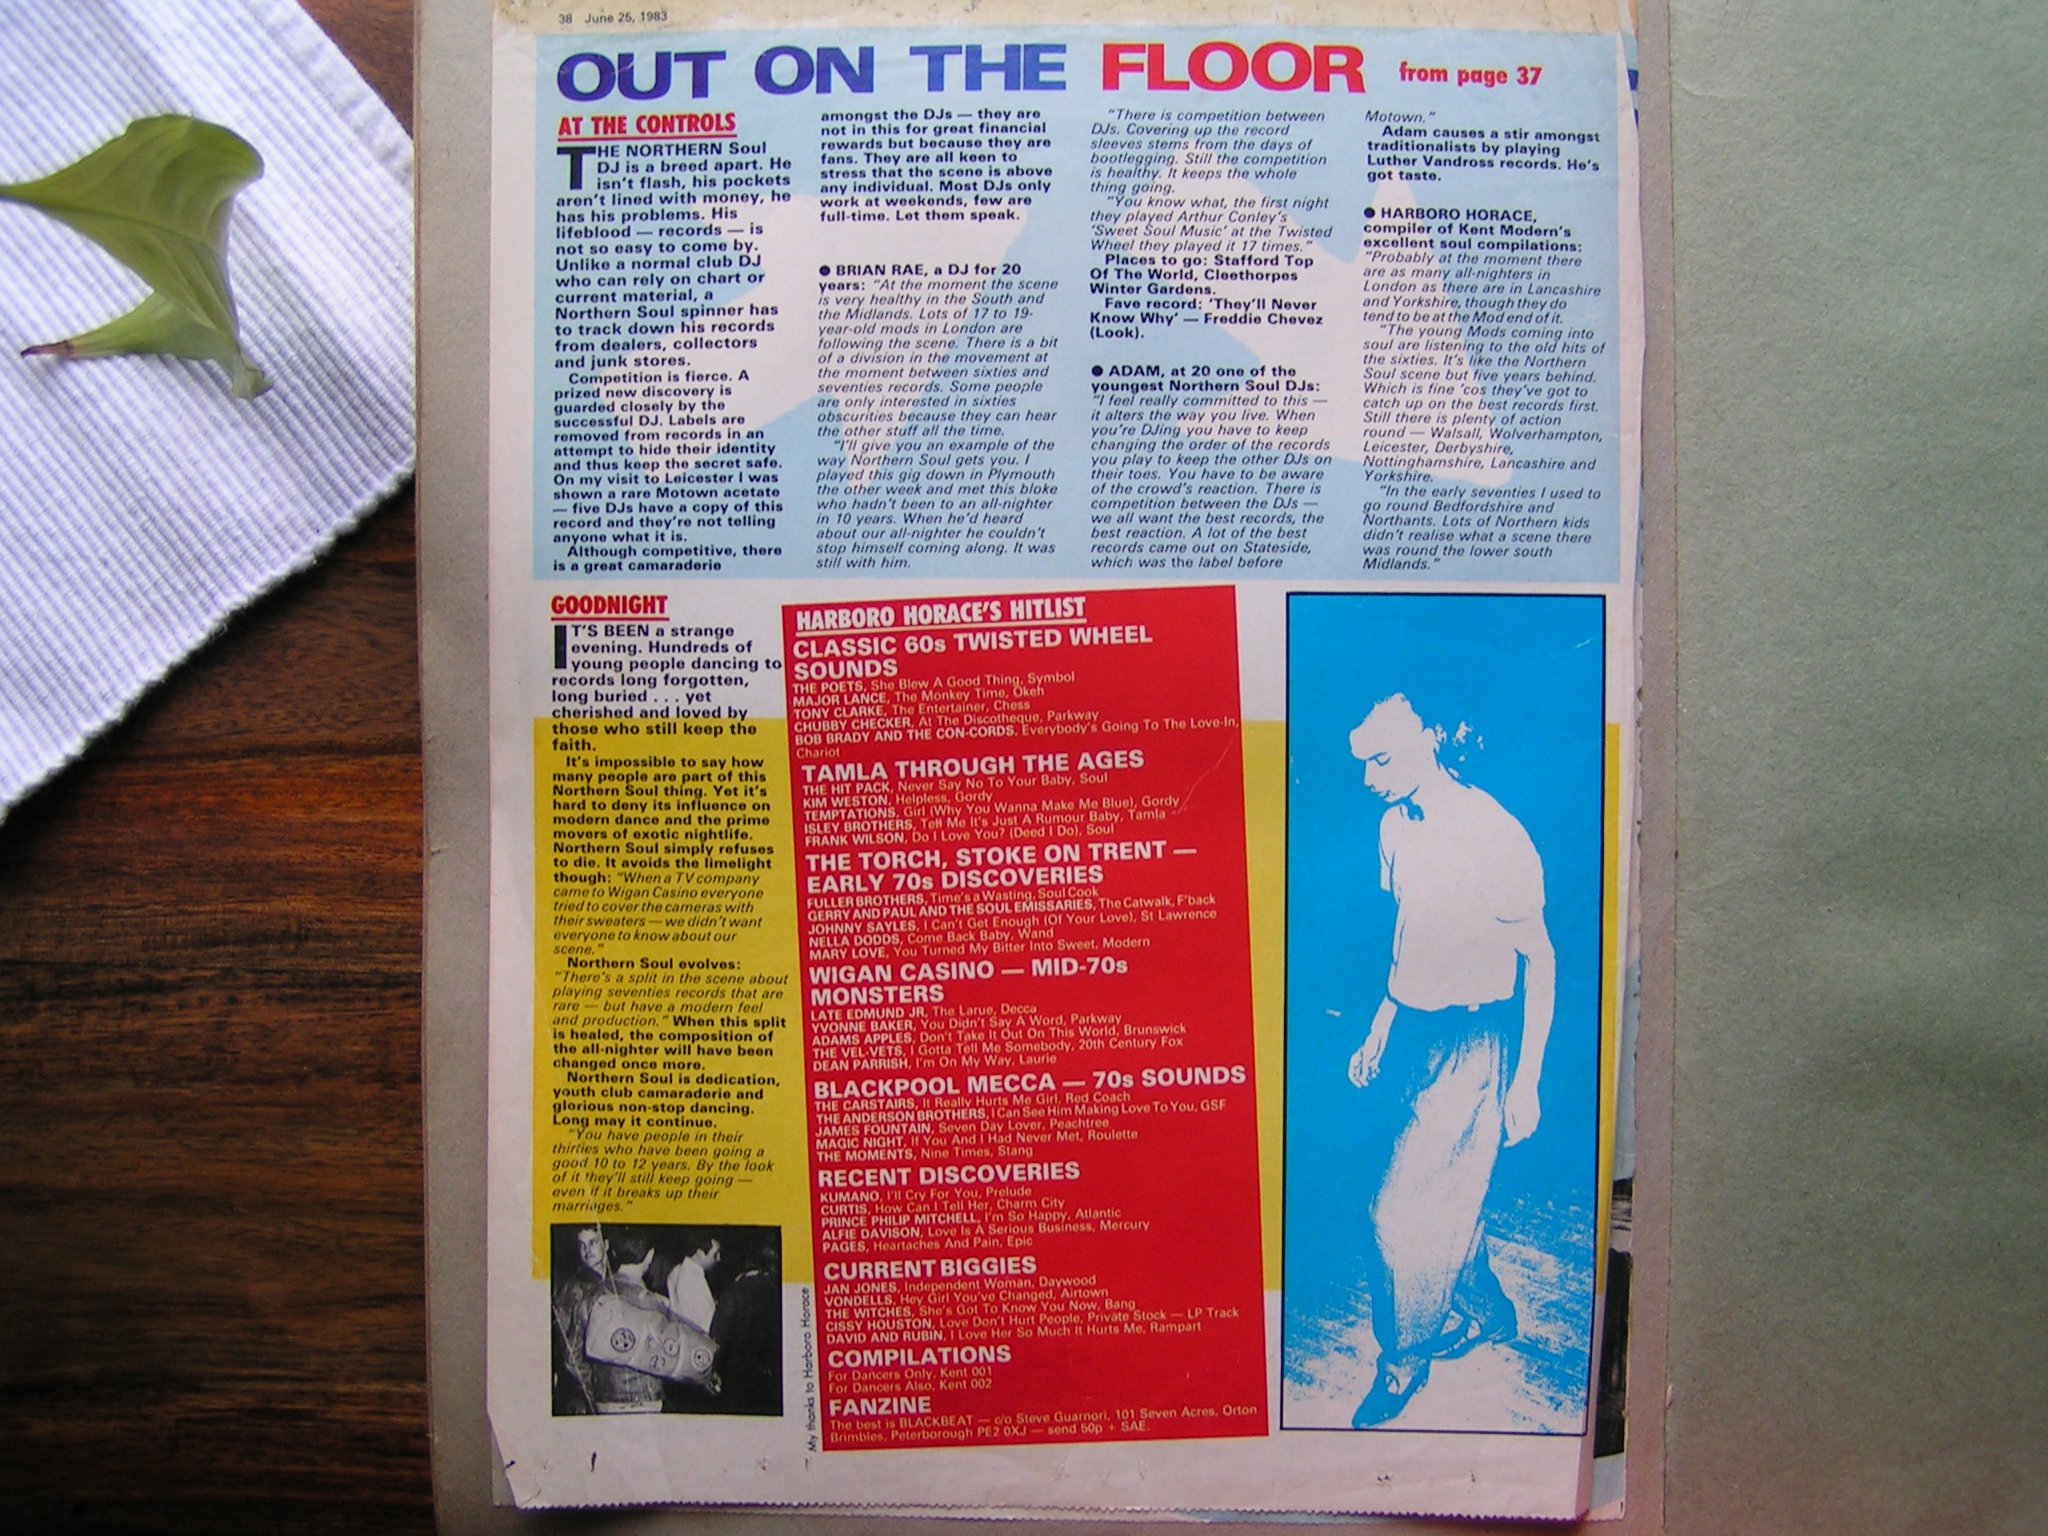 38 June 25, 1983
OUT ON THE FLOOR from page 37
AT THE CONTROLS
THE NORTHERN Soul
DJ is a breed apart. He
isn't flash, his pockets
aren't lined with money, he
has his problems. His
lifeblood — records — is
not so easy to come by.
Unlike a normal club DJ
who can rely on chart or
current material, a
Northern Soul spinner has
to track down his records
from dealers, collectors
and junk stores.
Competition is fierce. A
prized new discovery is
guarded closely by the
successful DJ. Labels are
removed from records in an
attempt to hide their identity
and thus keep the secret safe.
On my visit to Leicester I was
shown a rare Motown acetate
— five DJs have a copy of this
record and they're not telling
anyone what it is.
Although competitive, there
is a great camaraderie
amongst the DJs — they are
not in this for great financial
rewards but because they are
fans. They are all keen to
stress that the scene is above
any individual. Most DJs only
work at weekends, few are
full-time. Let them speak.
● BRIAN RAE, a DJ for 20
years: "At the moment the scene
is very healthy in the South and
the Midlands. Lots of 17 to 19-
year-old mods in London are
following the scene. There is a bit
of a division in the movement at
the moment between sixties and
seventies records. Some people
are only interested in sixties
obscurities because they can hear
the other stuff all the time.
"I'll give you an example of the
way Northern Soul gets you. I
played this gig down in Plymouth
the other week and met this bloke
who hadn't been to an all-nighter
in 10 years. When he'd heard
about our all-nighter he couldn't
stop himself coming along. It was
still with him.
"There is competition between
DJs. Covering up the record
sleeves stems from the days of
bootlegging. Still the competition
is healthy. It keeps the whole
thing going.
"You know what, the first night
they played Arthur Conley's
'Sweet Soul Music' at the Twisted
Wheel they played it 17 times."
Places to go: Stafford Top
Of The World, Cleethorpes
Winter Gardens.
Fave record: 'They'll Never
Know Why' — Freddie Chevez
(Look).
● ADAM, at 20 one of the
youngest Northern Soul DJs:
"I feel really committed to this —
it alters the way you live. When
you're DJing you have to keep
changing the order of the records
you play to keep the other DJs on
their toes. You have to be aware
of the crowd's reaction. There is
competition between the DJs —
we all want the best records, the
best reaction. A lot of the best
records came out on Stateside,
which was the label before
Motown."
Adam causes a stir amongst
traditionalists by playing
Luther Vandross records. He's
got taste.
● HARBORO HORACE,
compiler of Kent Modern's
excellent soul compilations:
"Probably at the moment there
are as many all-nighters in
London as there are in Lancashire
and Yorkshire, though they do
tend to be at the Mod end of it.
"The young Mods coming into
soul are listening to the old hits of
the sixties. It's like the Northern
Soul scene but five years behind.
Which is fine 'cos they've got to
catch up on the best records first.
Still there is plenty of action
round — Walsall, Wolverhampton,
Leicester, Derbyshire,
Nottinghamshire, Lancashire and
Yorkshire.
"In the early seventies I used to
go round Bedfordshire and
Northants. Lots of Northern kids
didn't realise what a scene there
was round the lower south
Midlands."
GOODNIGHT
IT'S BEEN a strange
evening. Hundreds of
young people dancing to
records long forgotten,
long buried . . . yet
cherished and loved by
those who still keep the
faith.
It's impossible to say how
many people are part of this
Northern Soul thing. Yet it's
hard to deny its influence on
modern dance and the prime
movers of exotic nightlife.
Northern Soul simply refuses
to die. It avoids the limelight
though: "When a TV company
came to Wigan Casino everyone
tried to cover the cameras with
their sweaters — we didn't want
everyone to know about our
scene."
Northern Soul evolves:
"There's a split in the scene about
playing seventies records that are
rare — but have a modern feel
and production." When this split
is healed, the composition of
the all-nighter will have been
changed once more.
Northern Soul is dedication,
youth club camaraderie and
glorious non-stop dancing.
Long may it continue.
"You have people in their
thirties who have been going a
good 10 to 12 years. By the look
of it they'll still keep going —
even if it breaks up their
marriages."
My thanks to Harboro Horace
HARBORO HORACE'S HITLIST
CLASSIC 60s TWISTED WHEEL
SOUNDS
THE POETS, She Blew A Good Thing, Symbol
MAJOR LANCE, The Monkey Time, Okeh
TONY CLARKE, The Entertainer, Chess
CHUBBY CHECKER, At The Discotheque, Parkway
BOB BRADY AND THE CON-CORDS, Everybody's Going To The Love-In,
Chariot
TAMLA THROUGH THE AGES
THE HIT PACK, Never Say No To Your Baby, Soul
KIM WESTON, Helpless, Gordy
TEMPTATIONS, Girl (Why You Wanna Make Me Blue), Gordy
ISLEY BROTHERS, Tell Me It's Just A Rumour Baby, Tamla
FRANK WILSON, Do I Love You? (Deed I Do), Soul
THE TORCH, STOKE ON TRENT —
EARLY 70s DISCOVERIES
FULLER BROTHERS, Time's a Wasting, Soul Cook
GERRY AND PAUL AND THE SOUL EMISSARIES, The Catwalk, F'back
JOHNNY SAYLES, I Can't Get Enough (Of Your Love), St Lawrence
NELLA DODDS, Come Back Baby, Wand
MARY LOVE, You Turned My Bitter Into Sweet, Modern
WIGAN CASINO — MID-70s
MONSTERS
LATE EDMUND JR, The Larue, Decca
YVONNE BAKER, You Didn't Say A Word, Parkway
ADAMS APPLES, Don't Take It Out On This World, Brunswick
THE VEL-VETS, I Gotta Tell Me Somebody, 20th Century Fox
DEAN PARRISH, I'm On My Way, Laurie
BLACKPOOL MECCA — 70s SOUNDS
THE CARSTAIRS, It Really Hurts Me Girl, Red Coach
THE ANDERSON BROTHERS, I Can See Him Making Love To You, GSF
JAMES FOUNTAIN, Seven Day Lover, Peachtree
MAGIC NIGHT, If You And I Had Never Met, Roulette
THE MOMENTS, Nine Times, Stang
RECENT DISCOVERIES
KUMANO, I'll Cry For You, Prelude
CURTIS, How Can I Tell Her, Charm City
PRINCE PHILIP MITCHELL, I'm So Happy, Atlantic
ALFIE DAVISON, Love Is A Serious Business, Mercury
PAGES, Heartaches And Pain, Epic
CURRENT BIGGIES
JAN JONES, Independent Woman, Daywood
VONDELLS, Hey Girl You've Changed, Airtown
THE WITCHES, She's Got To Know You Now, Bang
CISSY HOUSTON, Love Don't Hurt People, Private Stock — LP Track
DAVID AND RUBIN, I Love Her So Much It Hurts Me, Rampart
COMPILATIONS
For Dancers Only, Kent 001
For Dancers Also, Kent 002
FANZINE
The best is BLACKBEAT — c/o Steve Guarnori, 101 Seven Acres, Orton
Brimbles, Peterborough PE2 0XJ — send 50p + SAE.